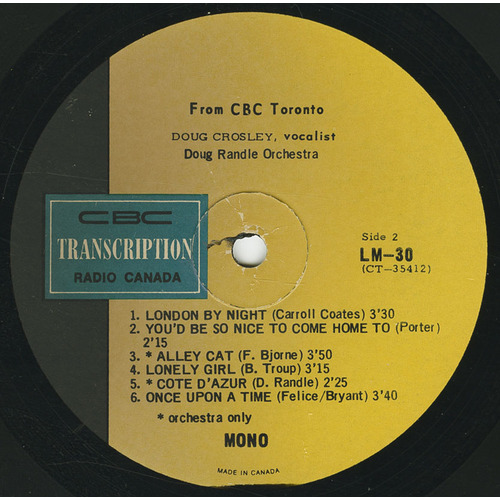 From CBC Toronto
DOUG CROSLEY, vocalist
Doug Randle Orchestra
CBC
TRANSCRIPTION
RADIO CANADA
Side 2
LM-30
(CT-35412)
1. LONDON BY NIGHT (Carroll Coates) 3'30
2. YOU'D BE SO NICE TO COME HOME TO (Porter)
2'15
3. * ALLEY CAT (F. Bjorne) 3'50
4. LONELY GIRL (B. Troup) 3'15
5. * COTE D'AZUR (D. Randle) 2'25
6. ONCE UPON A TIME (Felice/Bryant) 3'40
* orchestra only
MONO
MADE IN CANADA